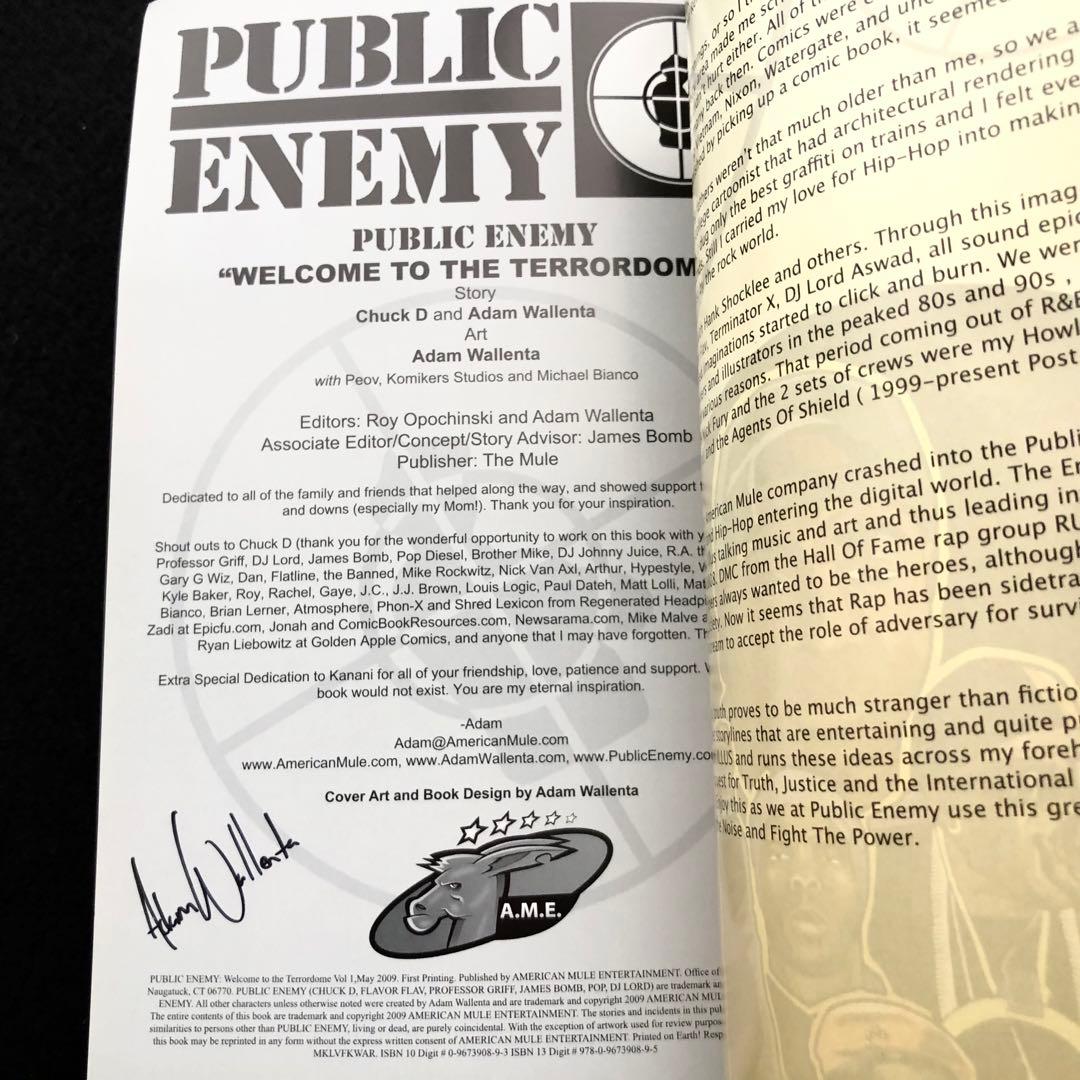 PUBLIC
ENEMY
PUBLIC ENEMY
“WELCOME TO THE TERRORDOM
Story
Chuck D and Adam Wallenta
Art
Adam Wallenta
with Peov, Komikers Studios and Michael Bianco
Editors: Roy Opochinski and Adam Wallenta
Associate Editor/Concept/Story Advisor: James Bomb
Publisher: The Mule
Dedicated to all of the family and friends that helped along the way, and showed support
and downs (especially my Mom!). Thank you for your inspiration.
Shout outs to Chuck D (thank you for the wonderful opportunity to work on this book with
Professor Griff, DJ Lord, James Bomb, Pop Diesel, Brother Mike, DJ Johnny Juice, R.A.
Gary G Wiz, Dan, Flatline, the Banned, Mike Rockwitz, Nick Van Axl, Arthur, Hypestyle,
Kyle Baker, Roy, Rachel, Gaye, J.C., J.J. Brown, Louis Logic, Paul Dateh, Matt Lolli,
Bianco, Brian Lerner, Atmosphere, Phon-X and Shred Lexicon from Regenerated
Zadi at Epicfu.com, Jonah and ComicBookResources.com, Newsarama.com, Mike Malve
Ryan Liebowitz at Golden Apple Comics, and anyone that I may have forgotten.
Extra Special Dedication to Kanani for all of your friendship, love, patience and support.
book would not exist. You are my eternal inspiration.
-Adam
Adam@AmericanMule.com
www.AmericanMule.com, www.AdamWallenta.com, www.PublicEnemy.co
Cover Art and Book Design by Adam Wallenta
Adam Wallenta
A.M.E.
PUBLIC ENEMY: Welcome to the Terrordome Vol 1,May 2009. First Printing. Published by AMERICAN MULE ENTERTAINMENT. Office of
Naugatuck, CT 06770. PUBLIC ENEMY (CHUCK D, FLAVOR FLAV, PROFESSOR GRIFF, JAMES BOMB, POP, DJ LORD) are trademark
ENEMY. All other characters unless otherwise noted were created by Adam Wallenta and are trademark and copyright 2009 AMERICAN MUL
The entire contents of this book are trademark and copyright 2009 AMERICAN MULE ENTERTAINMENT. The stories and incidents in this
similarities to persons other than PUBLIC ENEMY, living or dead, are purely coincidental. With the exception of artwork used for review
this book may be reprinted in any form without the express written consent of AMERICAN MULE ENTERTAINMENT. Printed on Earth!
MKLVFKWAR. ISBN 10 Digit # 0-9673908-9-3 ISBN 13 Digit # 978-0-9673908-9-5
or so I
made me
hurt either. All of
back then. Comics were
Nixon, Watergate, and
by picking up a comic book, it seemed
weren't that much older than me, so we
cartoonist that had architectural rendering
only the best graffiti on trains and I felt
Still I carried my love for Hip-Hop into makin
the rock world.
Hank Shocklee and others. Through this
Terminator X, DJ Lord Aswad, all sound
started to click and burn. We were
and illustrators in the peaked 80s and 90s ,
reasons. That period coming out of R&B
Fury and the 2 sets of crews were my
and the Agents Of Shield ( 1999-present Post
Mule company crashed into the
Hip-Hop entering the digital world. The
talking music and art and thus leading in
DMC from the Hall Of Fame rap group
always wanted to be the heroes, although
Now it seems that Rap has been
to accept the role of adversary for
proves to be much stranger than fictio
storylines that are entertaining and quite
and runs these ideas across my
for Truth, Justice and the International
this as we at Public Enemy use this
Noise and Fight The Power.